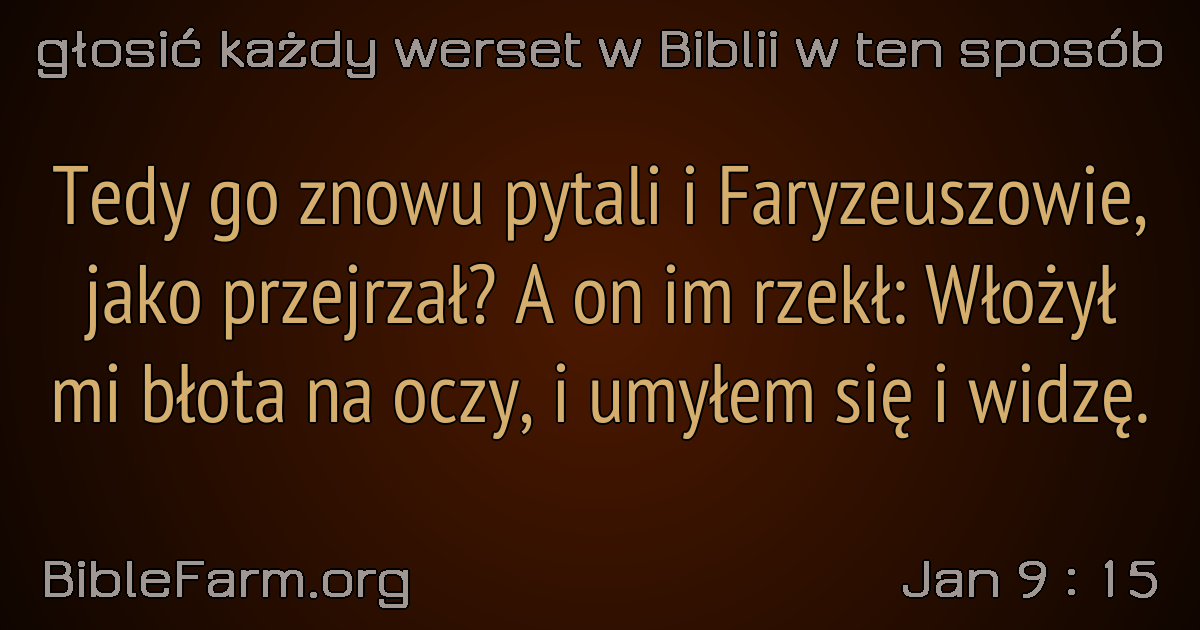 głosić każdy werset w Biblii w ten sposób
Tedy go znowu pytali i Faryzeuszowie,
jako przejrzał? A on im rzekł: Włożył
mi błota na oczy, i umyłem się i widzę.
BibleFarm.org
Jan 9 : 15